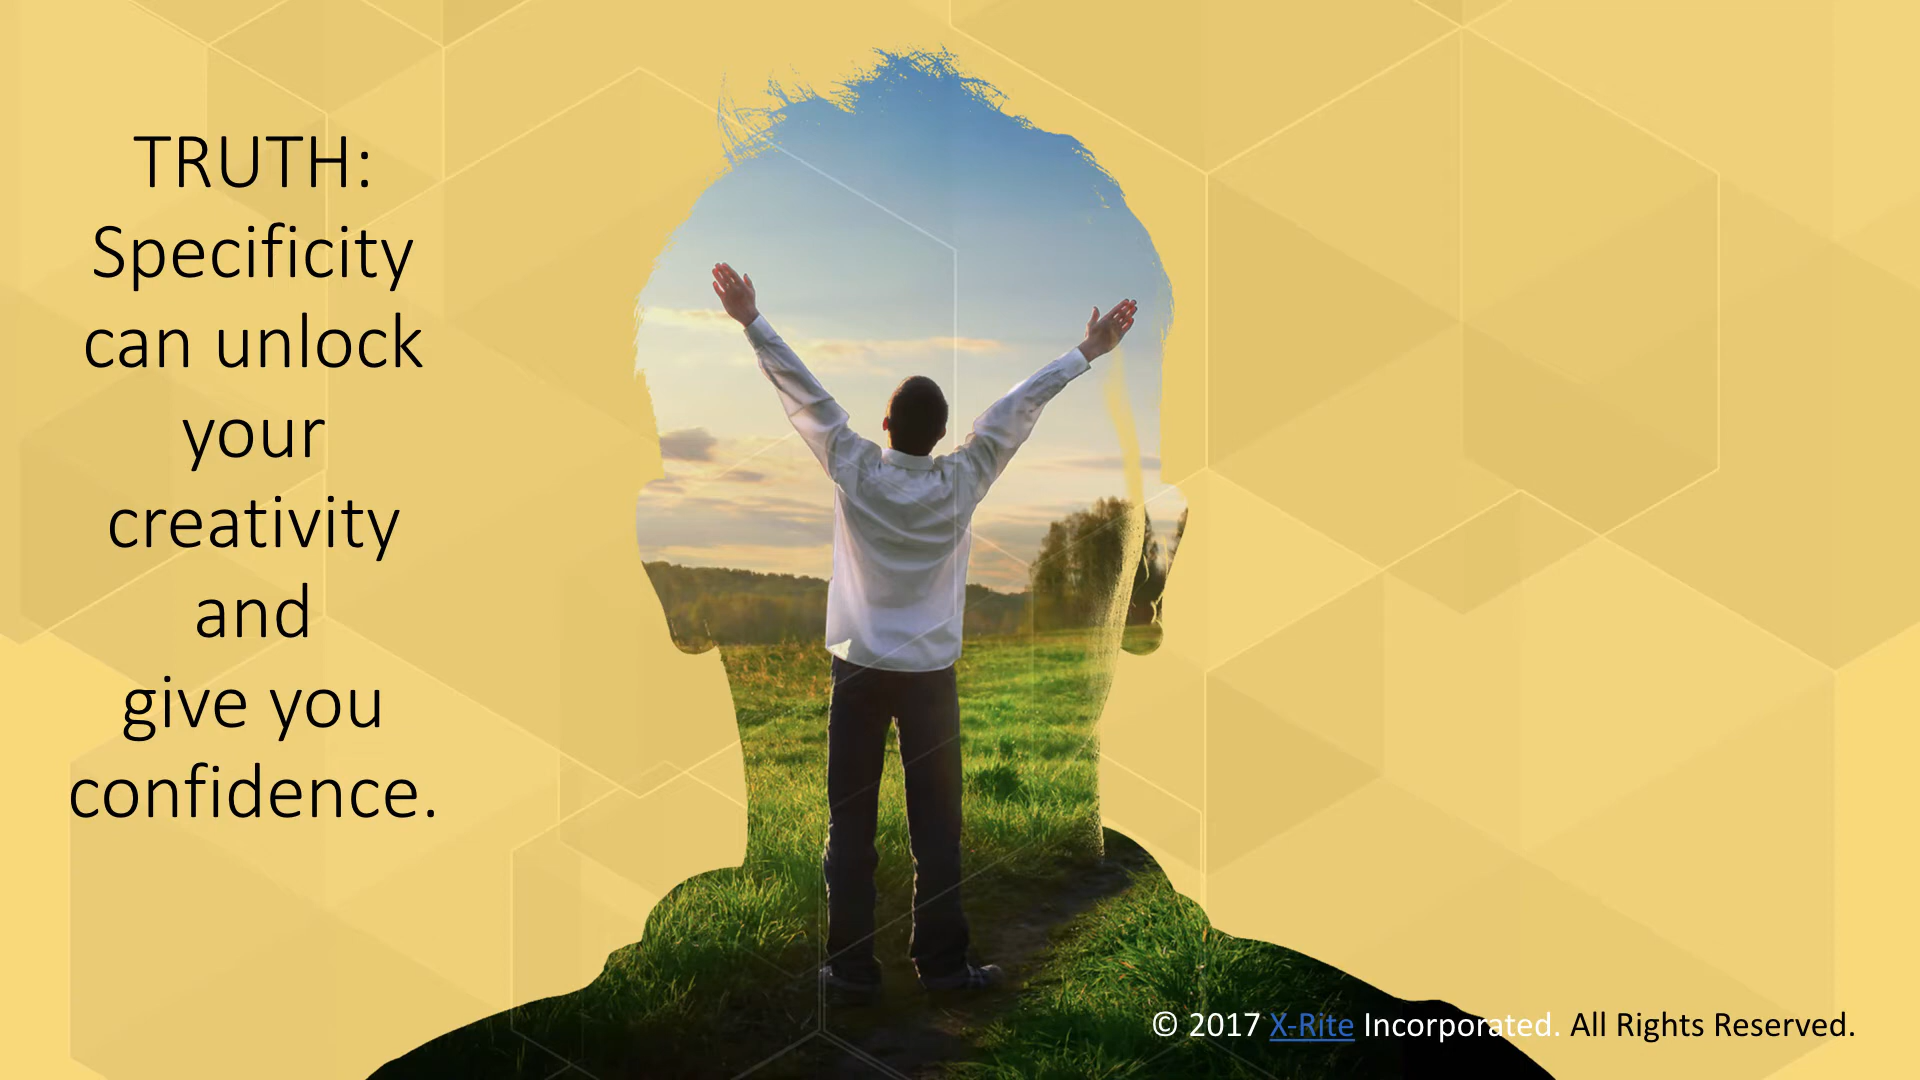 TRUTH:
Specificity
can unlock
your
creativity
and
give you
confidence.
© 2017 X-Rite Incorporated. All Rights Reserved.